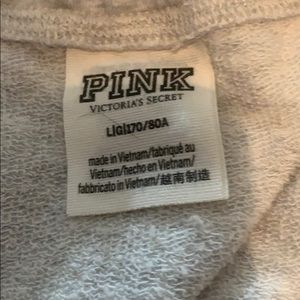 PINK
VICTORIA'S SECRET
L|G|170/80A
made in Vietnam/fabriqué au
Vietnam/hecho en Vietnam/
fabbricato in Vietnam/越南制造